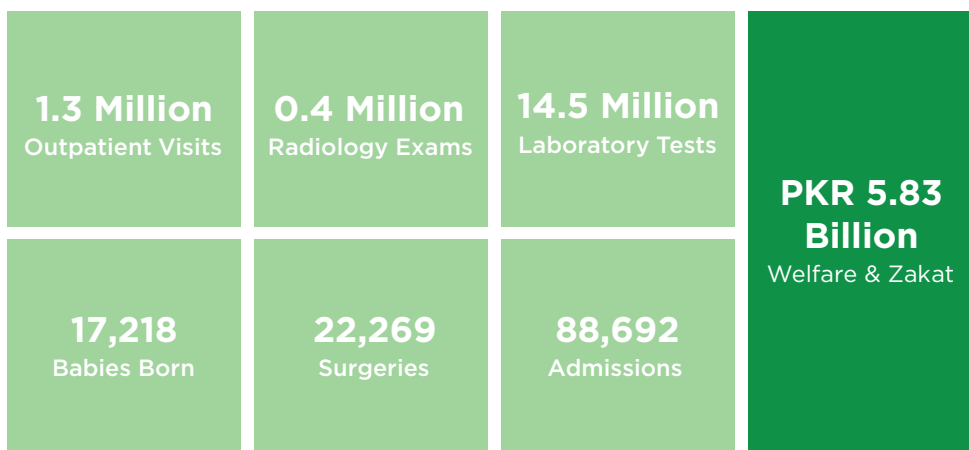 1.3 Million
Outpatient Visits
0.4 Million
Radiology Exams
14.5 Million
Laboratory Tests
PKR 5.83
Billion
Welfare & Zakat
17,218
Babies Born
22,269
Surgeries
88,692
Admissions